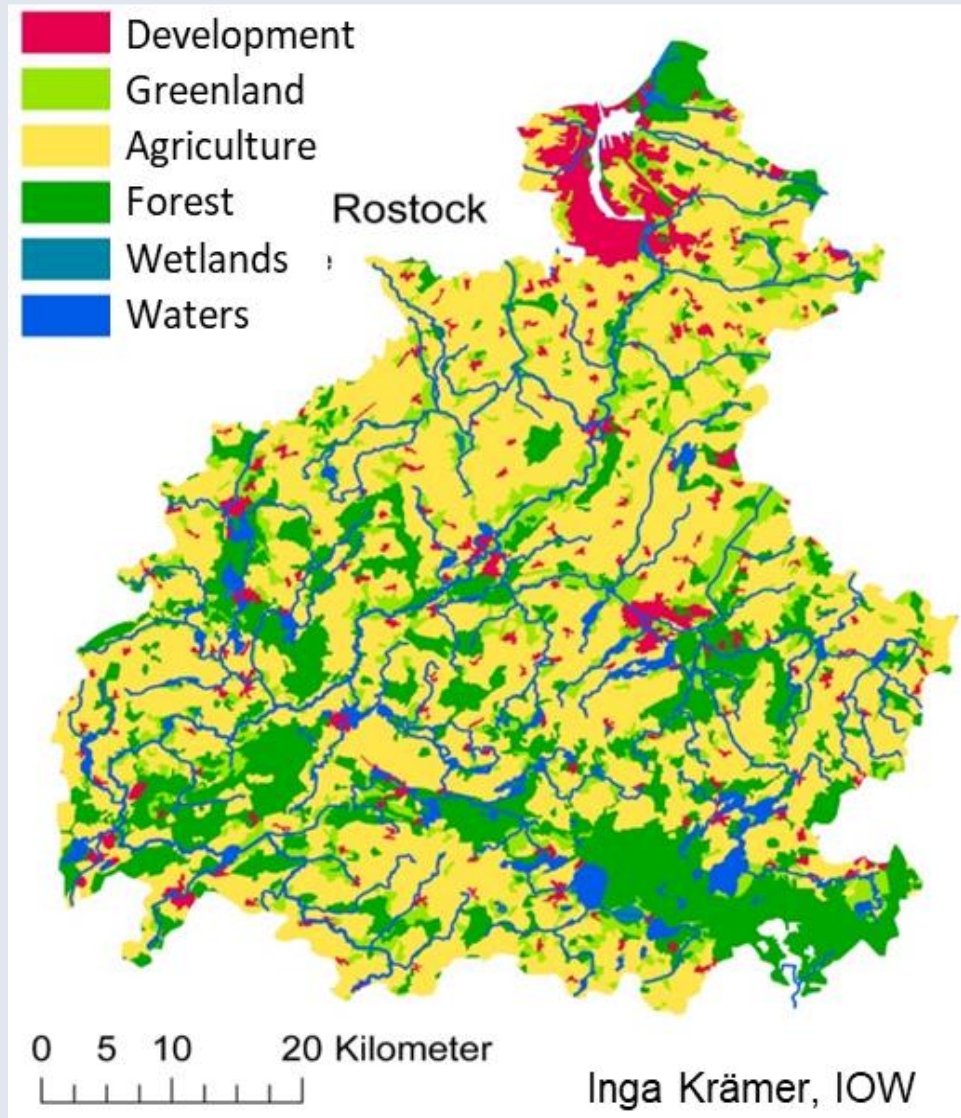 Development
Greenland
Agriculture
Forest
Rostock
Wetlands e
Waters
0 5 10 20 Kilometer
Inga Krämer, IOW